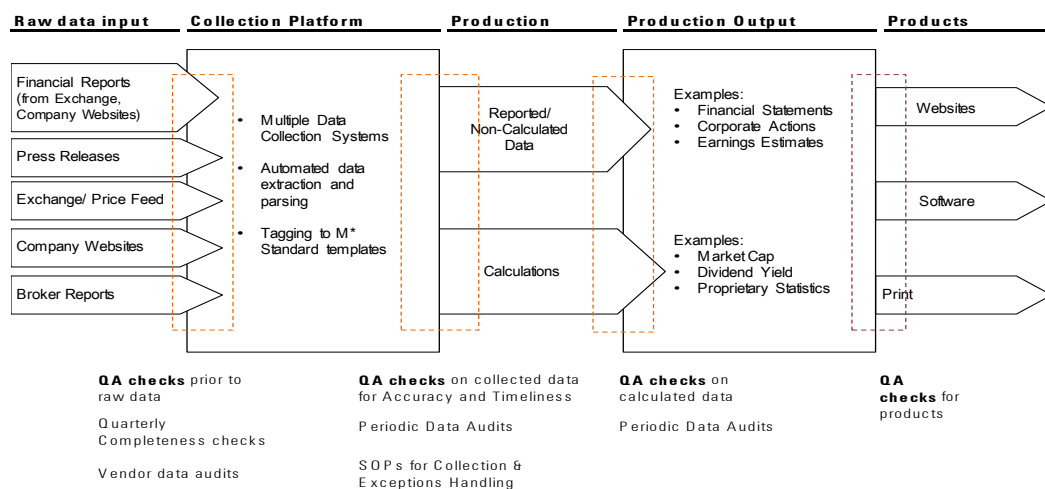 Raw data input
Collection Platform
Production
Production Output
Products
Financial Reports
(from Exchange,
Company Websites)
Press Releases
Exchange/ Price Feed
Company Websites
Broker Reports
• Multiple Data
Collection Systems
• Automated data
extraction and
parsing
• Tagging to M*
Standard templates
Reported/
Non-Calculated
Data
Calculations
Examples:
• Financial Statements
• Corporate Actions
• Earnings Estimates
Examples:
• Market Cap
• Dividend Yield
• Proprietary Statistics
Websites
Software
Print
QA checks prior to
raw data
Quarterly
Completeness checks
Vendor data audits
QA checks on collected data
for Accuracy and Timeliness
Periodic Data Audits
SOPs for Collection &
Exceptions Handling
QA checks on
calculated data
Periodic Data Audits
QA
checks for
products